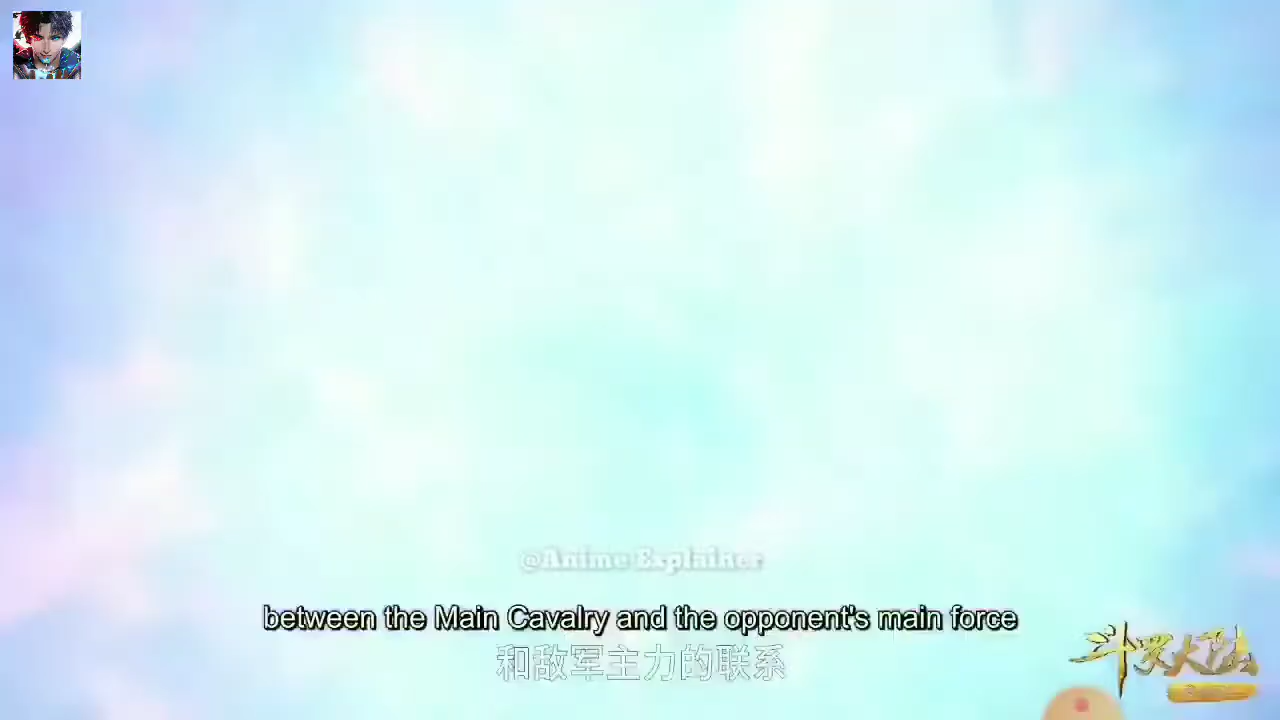 @Anime Explainer
between the Main Cavalry and the opponent's main force
和敌军主力的联系
斗罗大陆